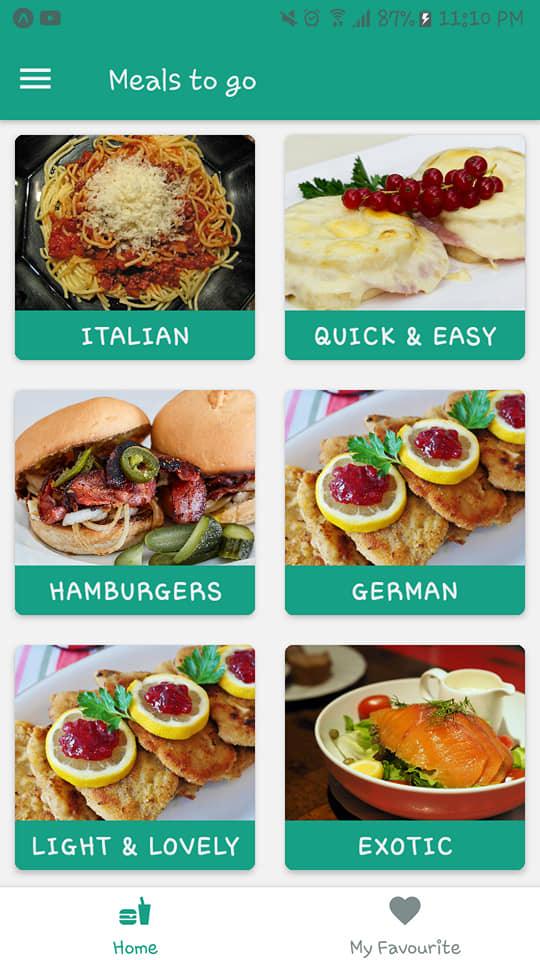 87% 11:10 PM
Meals to go
ITALIAN
QUICK & EASY
HAMBURGERS
GERMAN
LIGHT & LOVELY
EXOTIC
Home
My Favourite